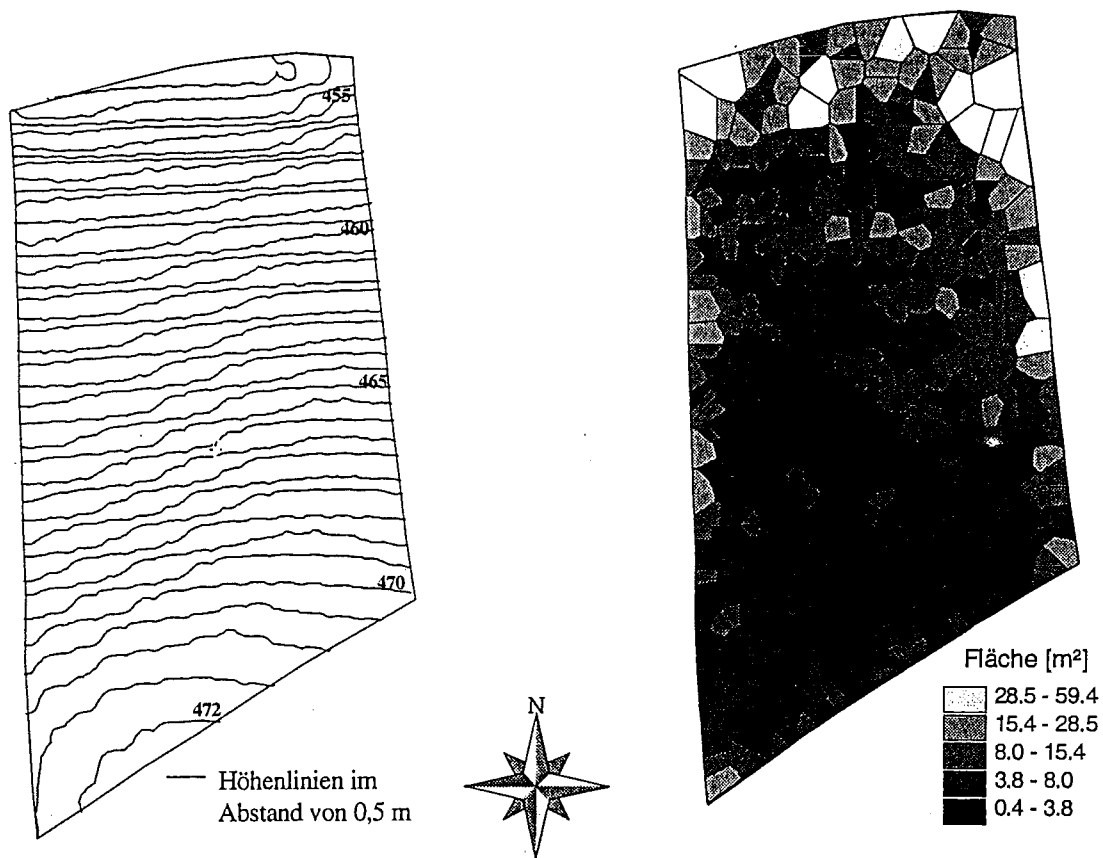 455
460
465
470
472
Höhenlinien im
Abstand von 0,5 m
N
Fläche [m²]
28.5 - 59.4
15.4 - 28.5
8.0 - 15.4
3.8 - 8.0
0.4 - 3.8